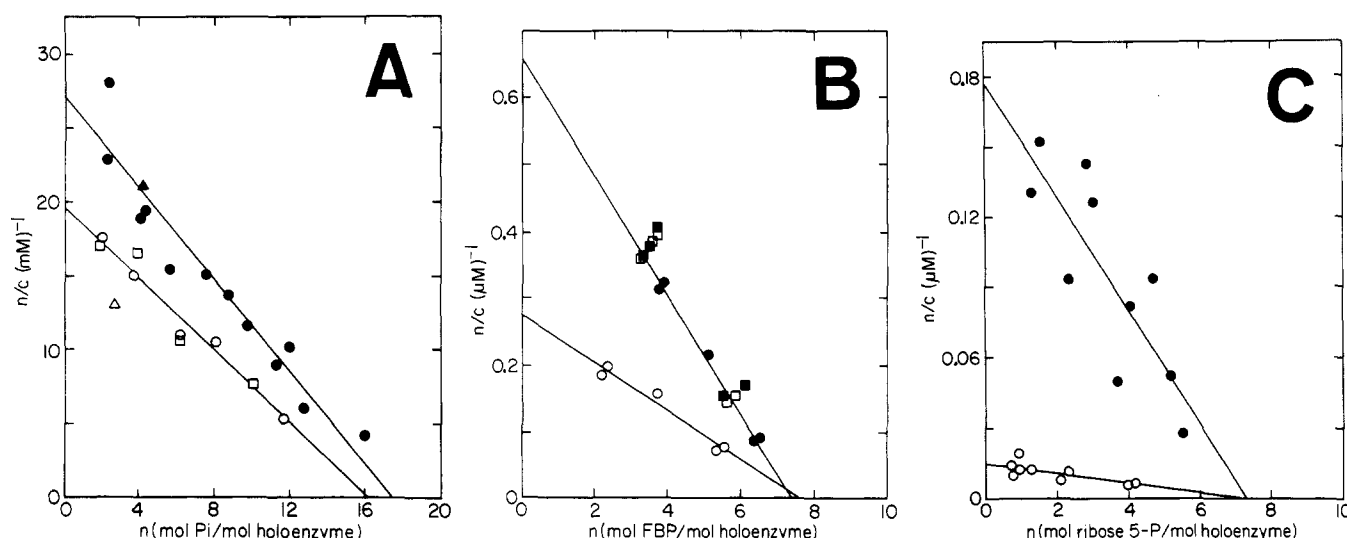 A
30
20
10
0
n/c (mM)⁻¹
0 4 8 12 16 20
n(mol Pi/mol holoenzyme)
B
0.6
0.4
0.2
0
n/c (μM)⁻¹
0 2 4 6 8 10
n(mol FBP/mol holoenzyme)
C
0.18
0.12
0.06
0
n/c (μM)⁻¹
0 2 4 6 8 10
n(mol ribose 5-P/mol holoenzyme)